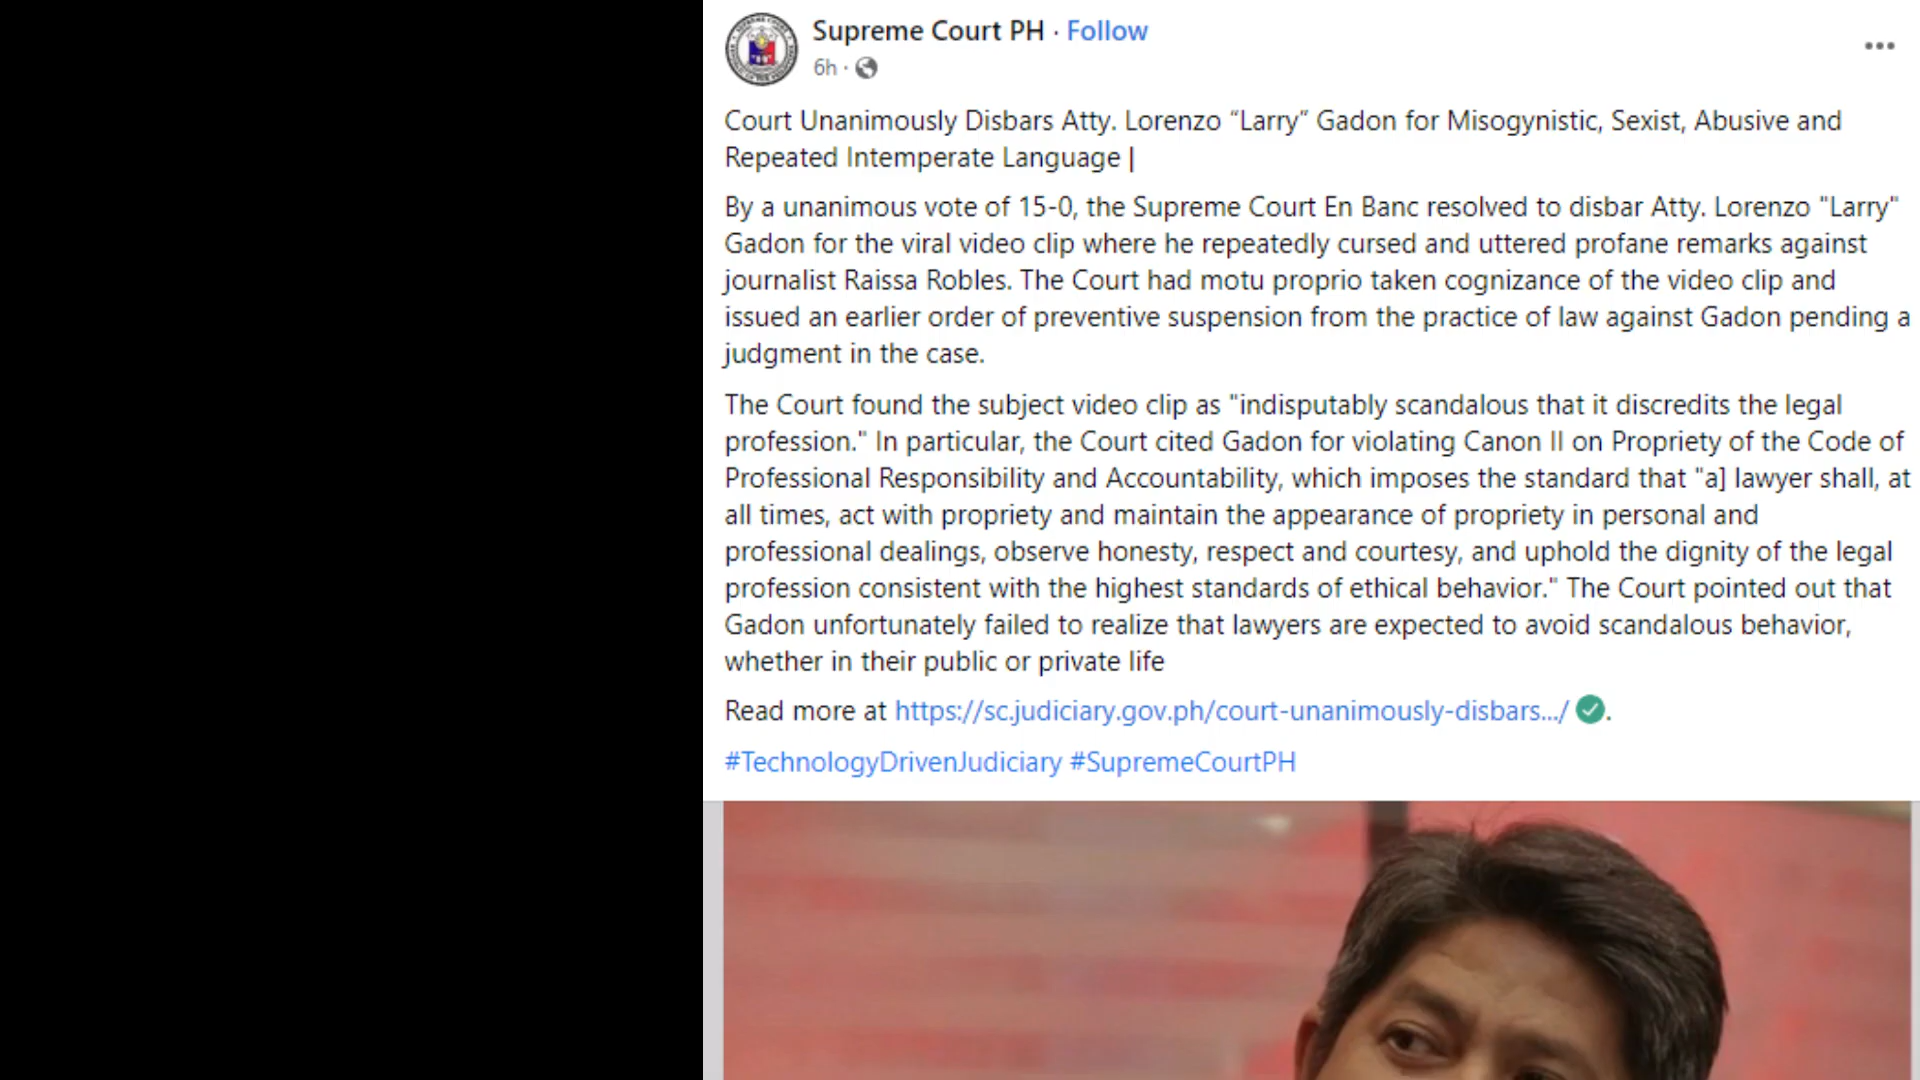 Supreme Court PH · Follow
6h ·
Court Unanimously Disbars Atty. Lorenzo “Larry” Gadon for Misogynistic, Sexist, Abusive and
Repeated Intemperate Language |
By a unanimous vote of 15-0, the Supreme Court En Banc resolved to disbar Atty. Lorenzo "Larry"
Gadon for the viral video clip where he repeatedly cursed and uttered profane remarks against
journalist Raissa Robles. The Court had motu proprio taken cognizance of the video clip and
issued an earlier order of preventive suspension from the practice of law against Gadon pending a
judgment in the case.
The Court found the subject video clip as "indisputably scandalous that it discredits the legal
profession." In particular, the Court cited Gadon for violating Canon II on Propriety of the Code of
Professional Responsibility and Accountability, which imposes the standard that "a] lawyer shall, at
all times, act with propriety and maintain the appearance of propriety in personal and
professional dealings, observe honesty, respect and courtesy, and uphold the dignity of the legal
profession consistent with the highest standards of ethical behavior." The Court pointed out that
Gadon unfortunately failed to realize that lawyers are expected to avoid scandalous behavior,
whether in their public or private life
Read more at https://sc.judiciary.gov.ph/court-unanimously-disbars.../ .
#TechnologyDrivenJudiciary #SupremeCourtPH